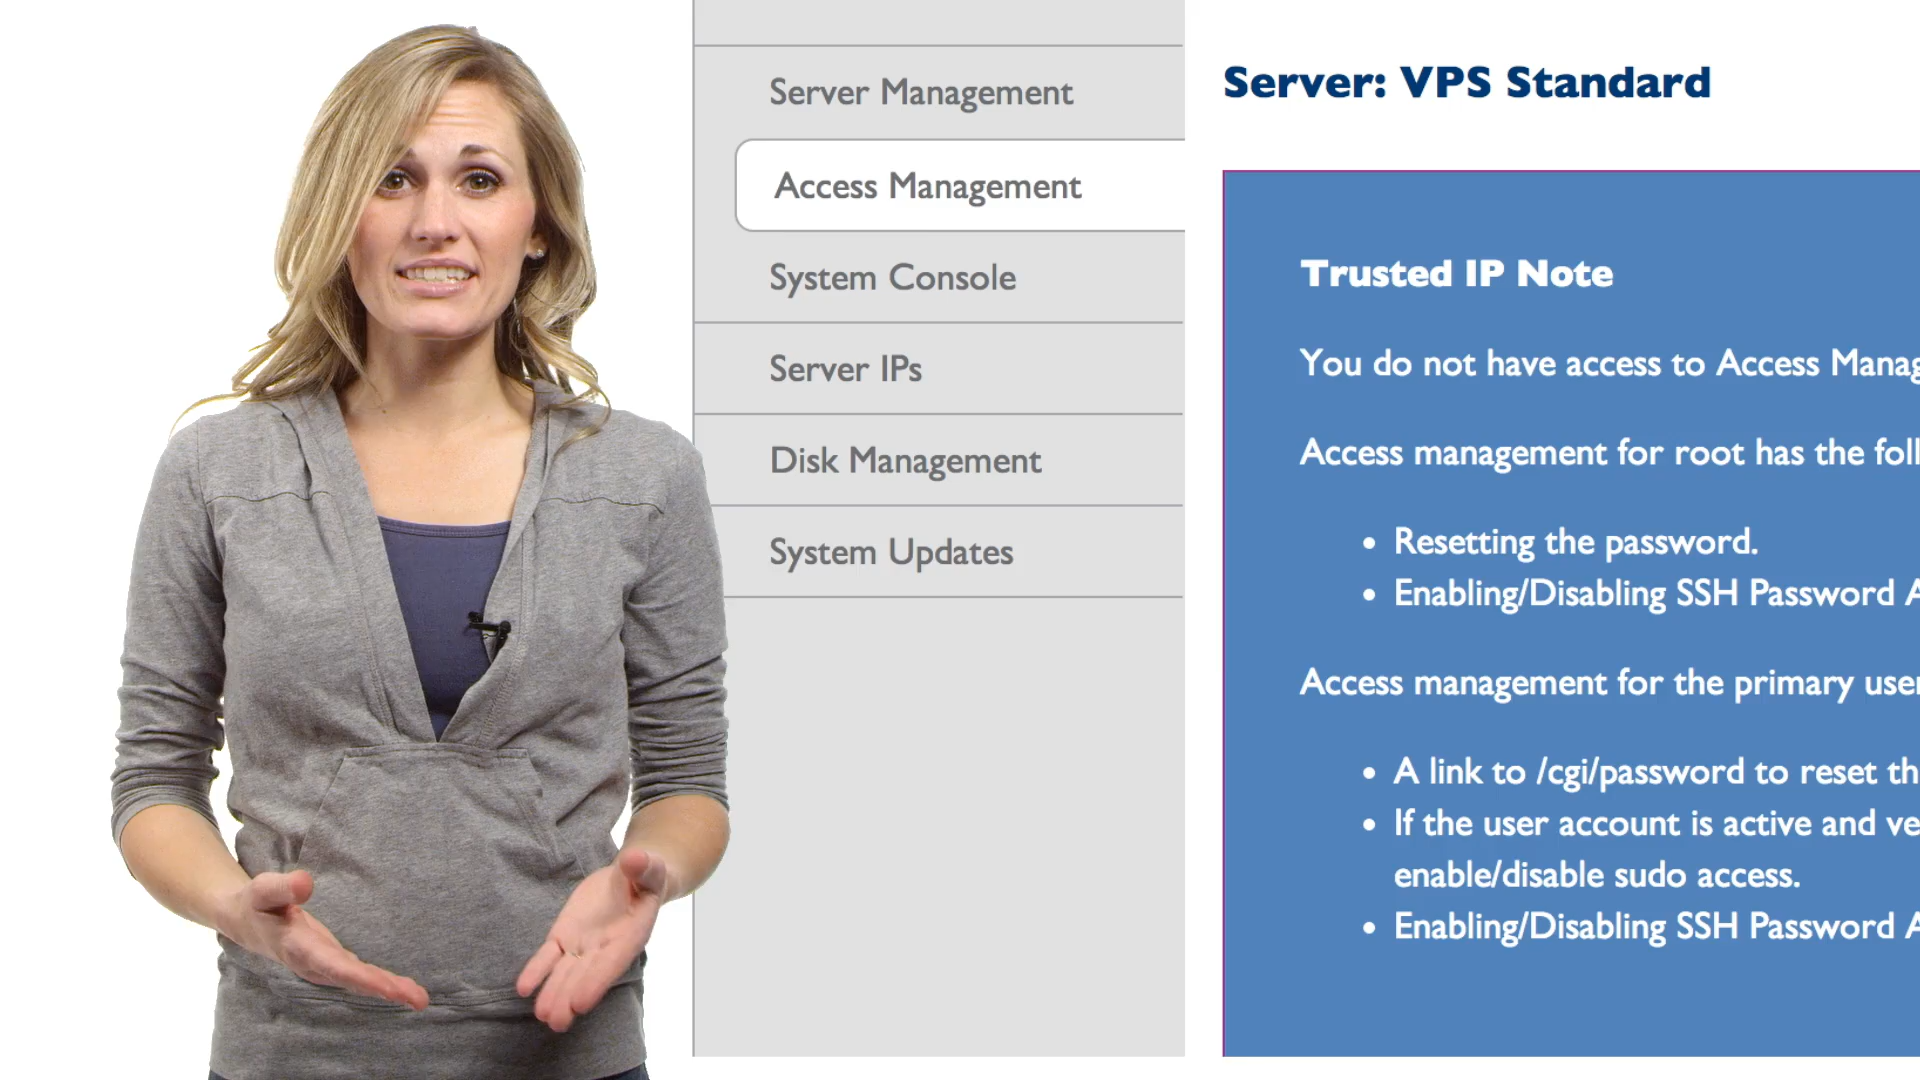 Server Management
Access Management
System Console
Server IPs
Disk Management
System Updates
Server: VPS Standard
Trusted IP Note
You do not have access to Access
Access management for root has the
• Resetting the password.
• Enabling/Disabling SSH Password
Access management for the primary
• A link to /cgi/password to reset
• If the user account is active and
enable/disable sudo access.
• Enabling/Disabling SSH Password